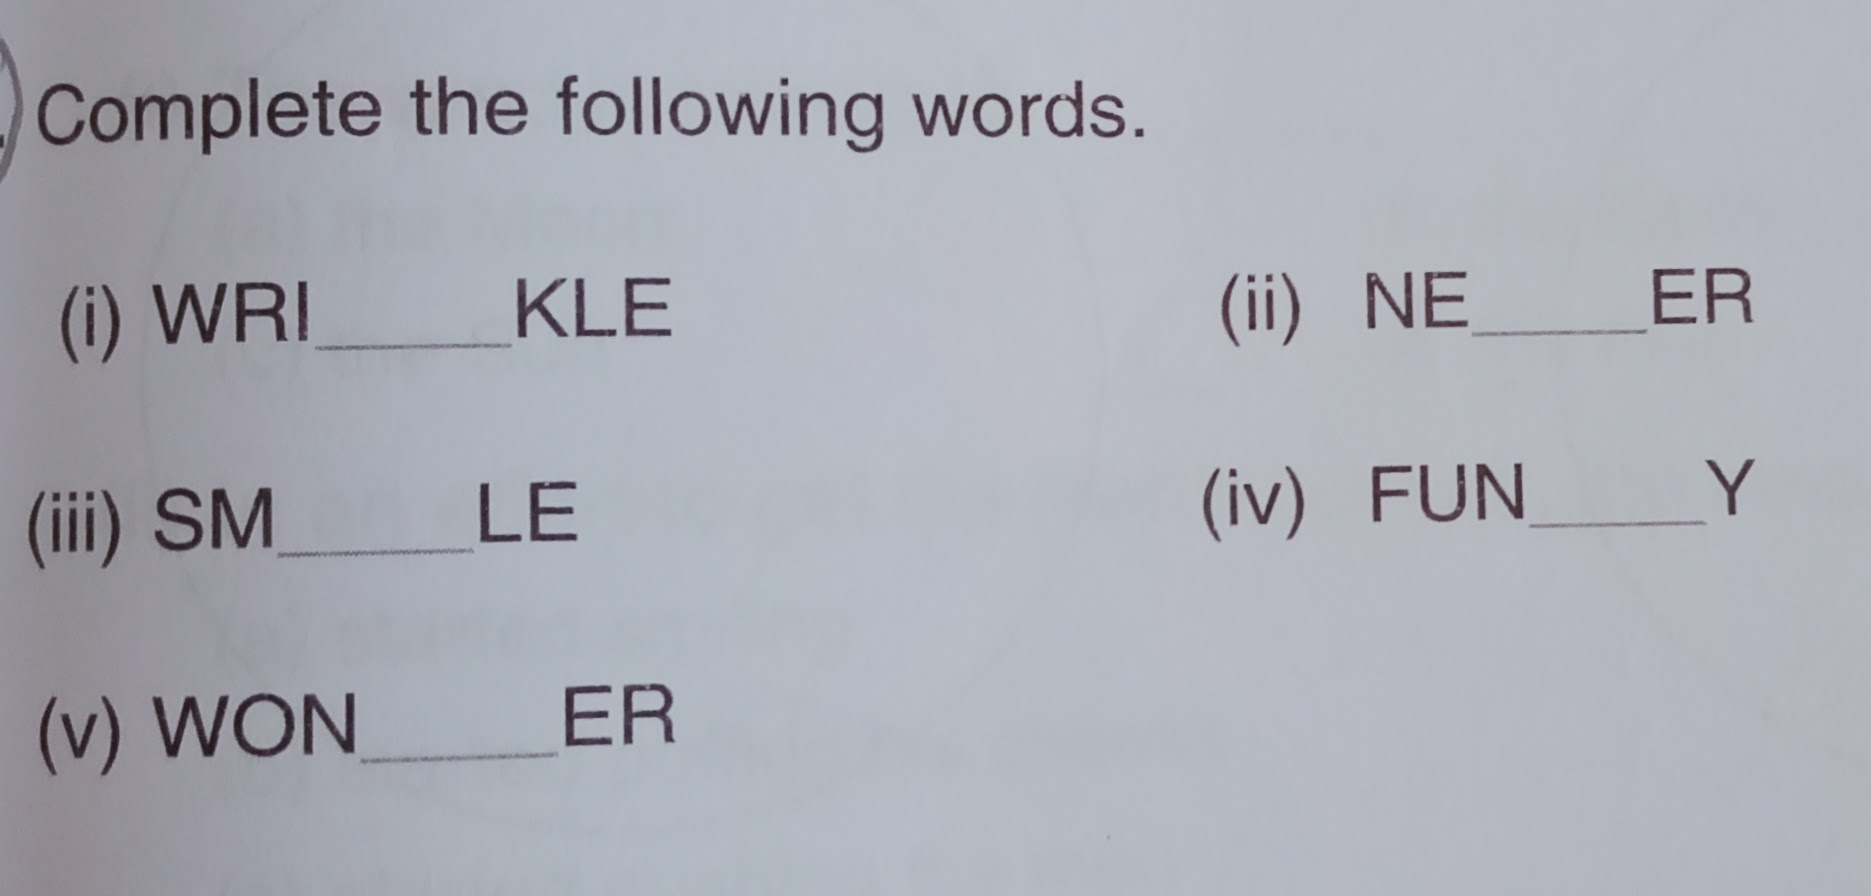 Complete the following words.
(i) WRI_____KLE (ii) NE_____ER
(iii) SM_____LE (iv) FUN_____Y
(v) WON_____ER